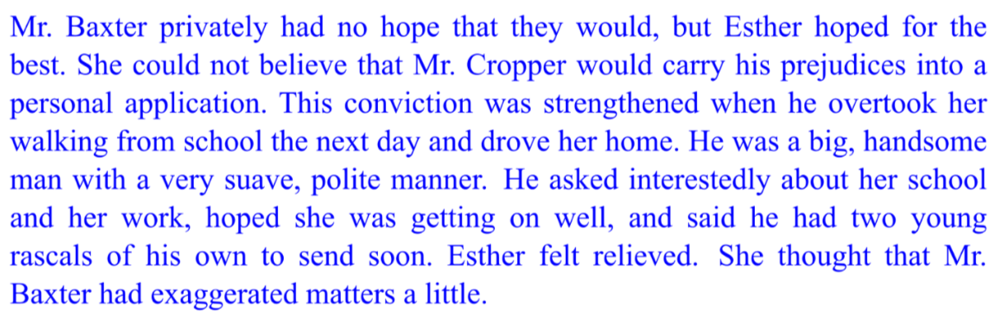 Mr. Baxter privately had no hope that they would, but Esther hoped for the
best. She could not believe that Mr. Cropper would carry his prejudices into a
personal application. This conviction was strengthened when he overtook her
walking from school the next day and drove her home. He was a big, handsome
man with a very suave, polite manner. He asked interestedly about her school
and her work, hoped she was getting on well, and said he had two young
rascals of his own to send soon. Esther felt relieved. She thought that Mr.
Baxter had exaggerated matters a little.